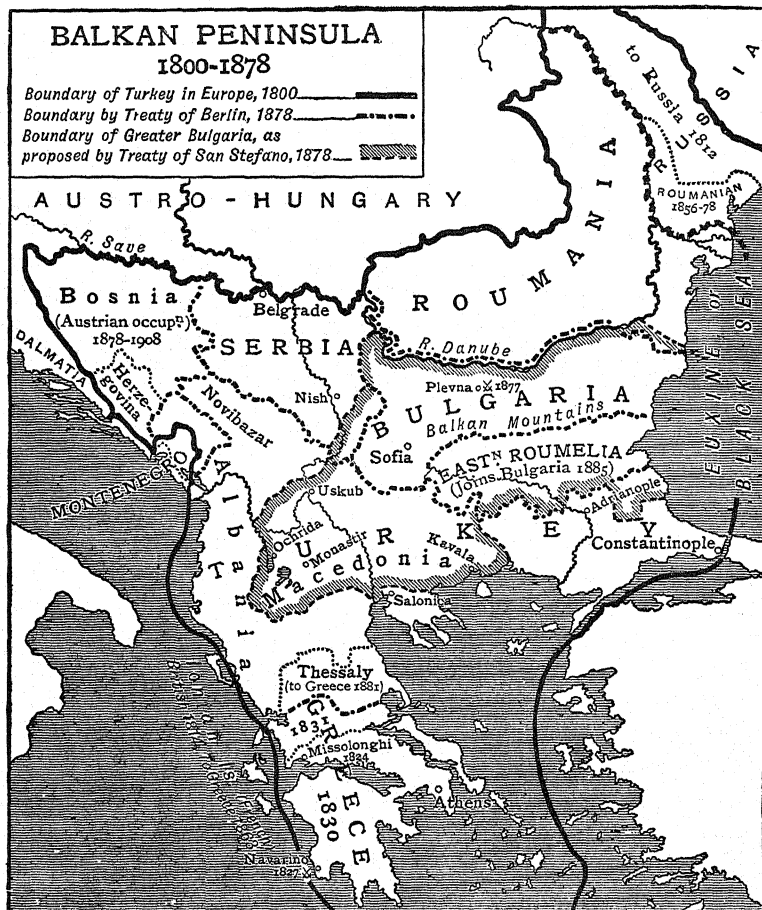 BALKAN PENINSULA
1800-1878
Boundary of Turkey in Europe, 1800
Boundary by Treaty of Berlin, 1878
Boundary of Greater Bulgaria, as
proposed by Treaty of San Stefano, 1878
to Russia 1812
RUSSIA
ROUMANIAN
1856-78
AUSTRO-HUNGARY
R. Save
ROUMANIA
Bosnia
(Austrian occupn.)
1878-1908
Belgrade
SERBIA
R. Danube
EUXINE or
BLACK SEA
DALMATIA
Herze-
govina
Novibazar
Nish
Plevna 1877
BULGARIA
Balkan Mountains
Sofia
EASTN ROUMELIA
(Joins Bulgaria 1885)
MONTENEGRO
Uskub
Adrianople
Albania
TURKEY
Ochrida
Monastir
Kavala
Constantinople
Macedonia
Salonica
Thessaly
(to Greece 1881)
Ionian Is.
1831
GREECE
Missolonghi
1824
1830
Athens
Navarino
1827